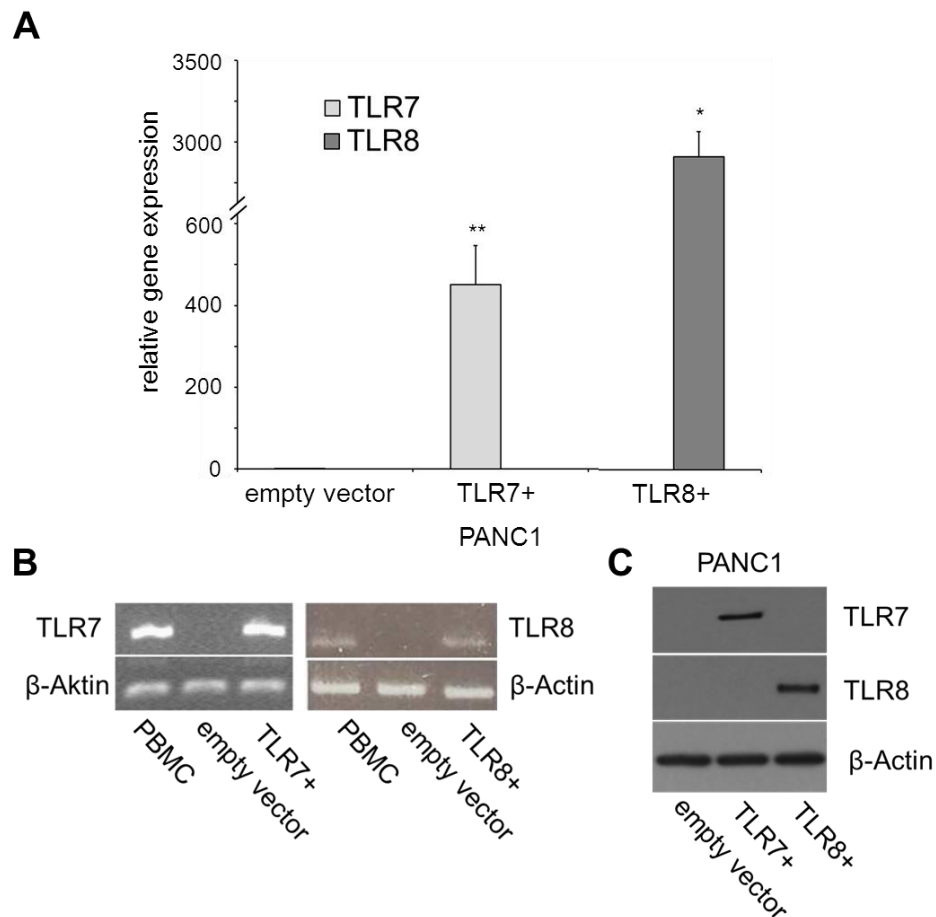 A
3500
3000
600
400
200
0
relative gene expression
TLR7
TLR8
**
*
empty vector
TLR7+
TLR8+
PANC1
B
TLR7
TLR8
β-Aktin
β-Actin
PBMC
empty vector
TLR7+
PBMC
empty vector
TLR8+
C
PANC1
TLR7
TLR8
β-Actin
empty vector
TLR7+
TLR8+